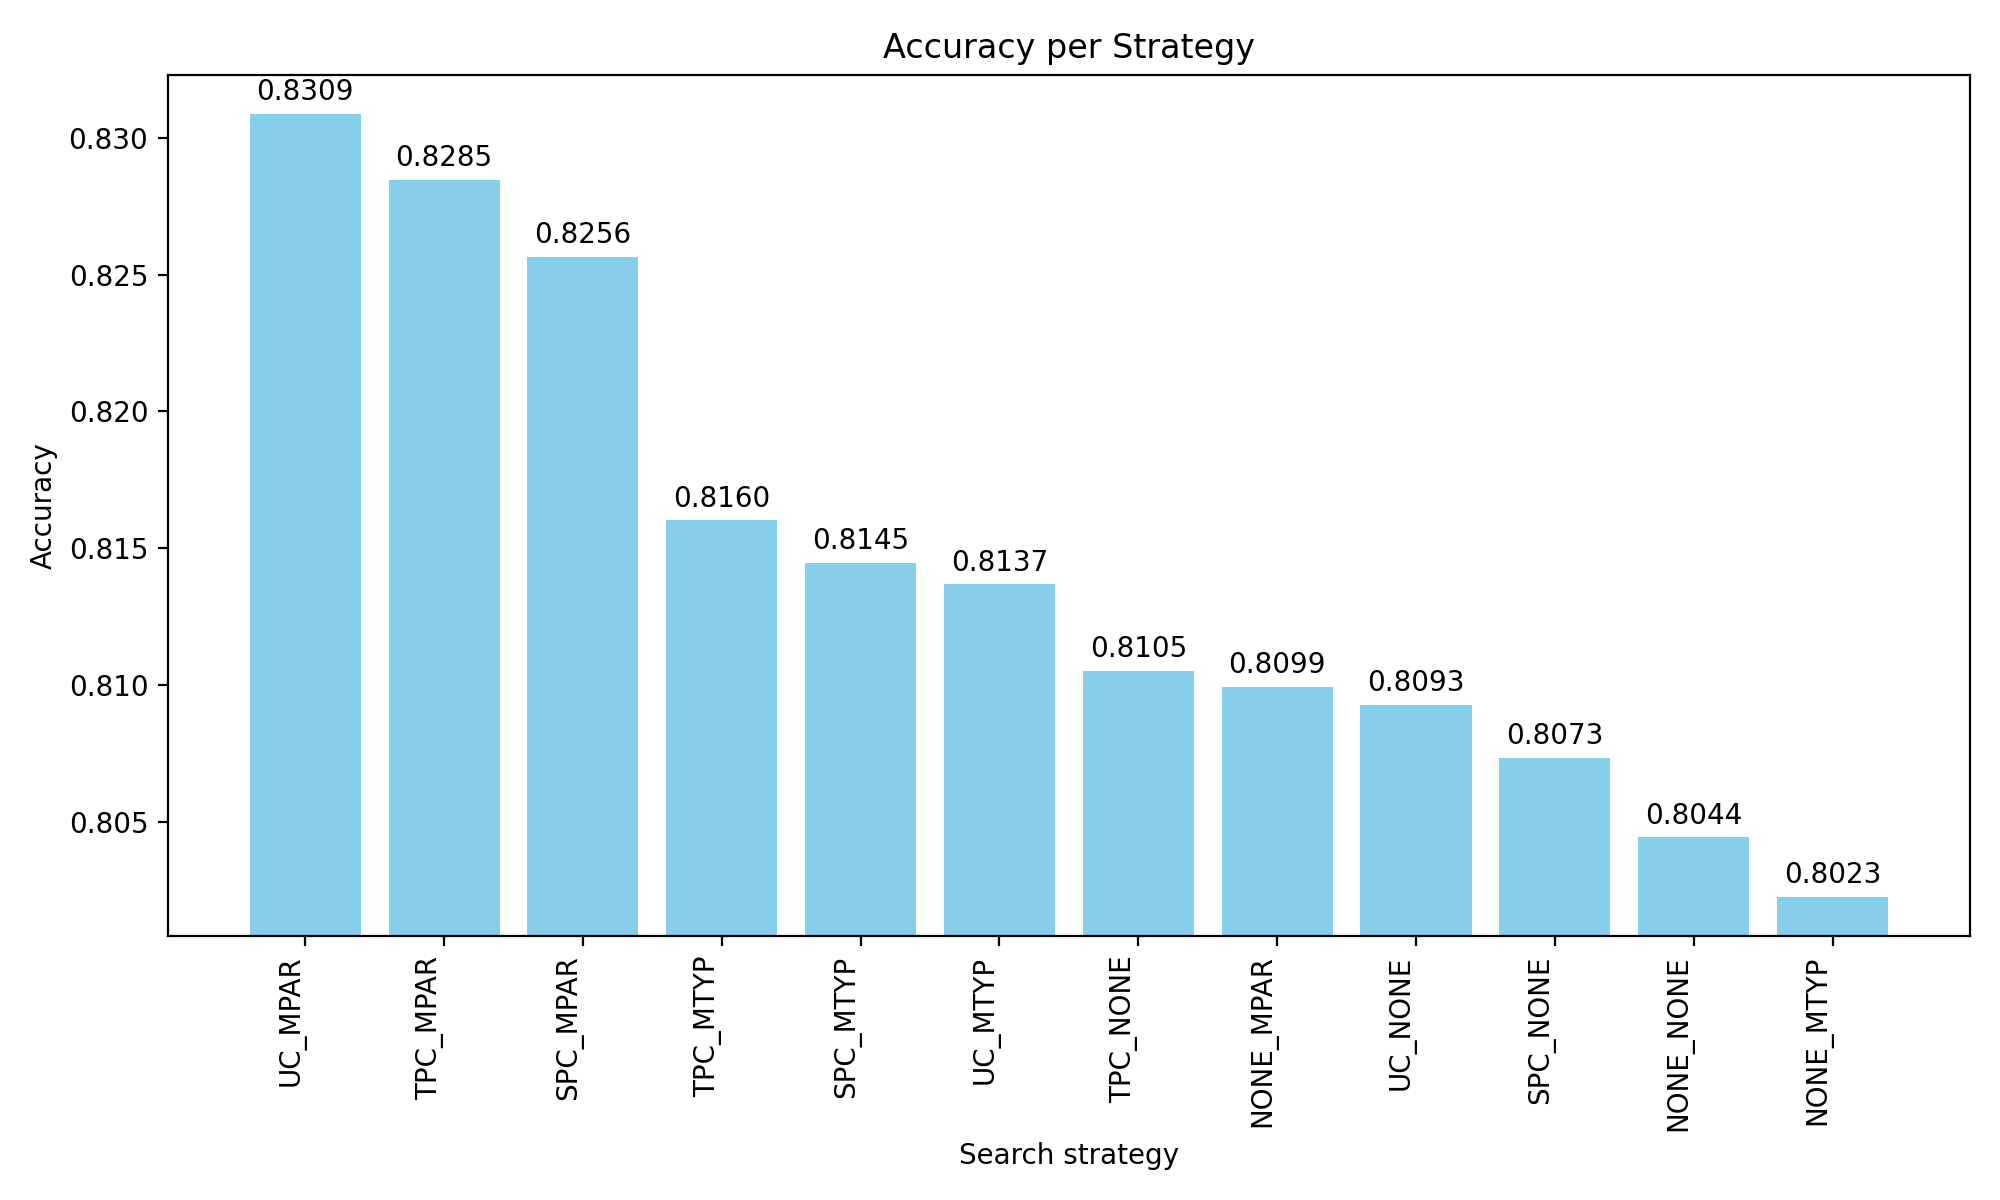 Accuracy per Strategy
Accuracy
0.830
0.825
0.820
0.815
0.810
0.805
0.8309
0.8285
0.8256
0.8160
0.8145
0.8137
0.8105
0.8099
0.8093
0.8073
0.8044
0.8023
UC_MPAR
TPC_MPAR
SPC_MPAR
TPC_MTYP
SPC_MTYP
UC_MTYP
TPC_NONE
NONE_MPAR
UC_NONE
SPC_NONE
NONE_NONE
NONE_MTYP
Search strategy